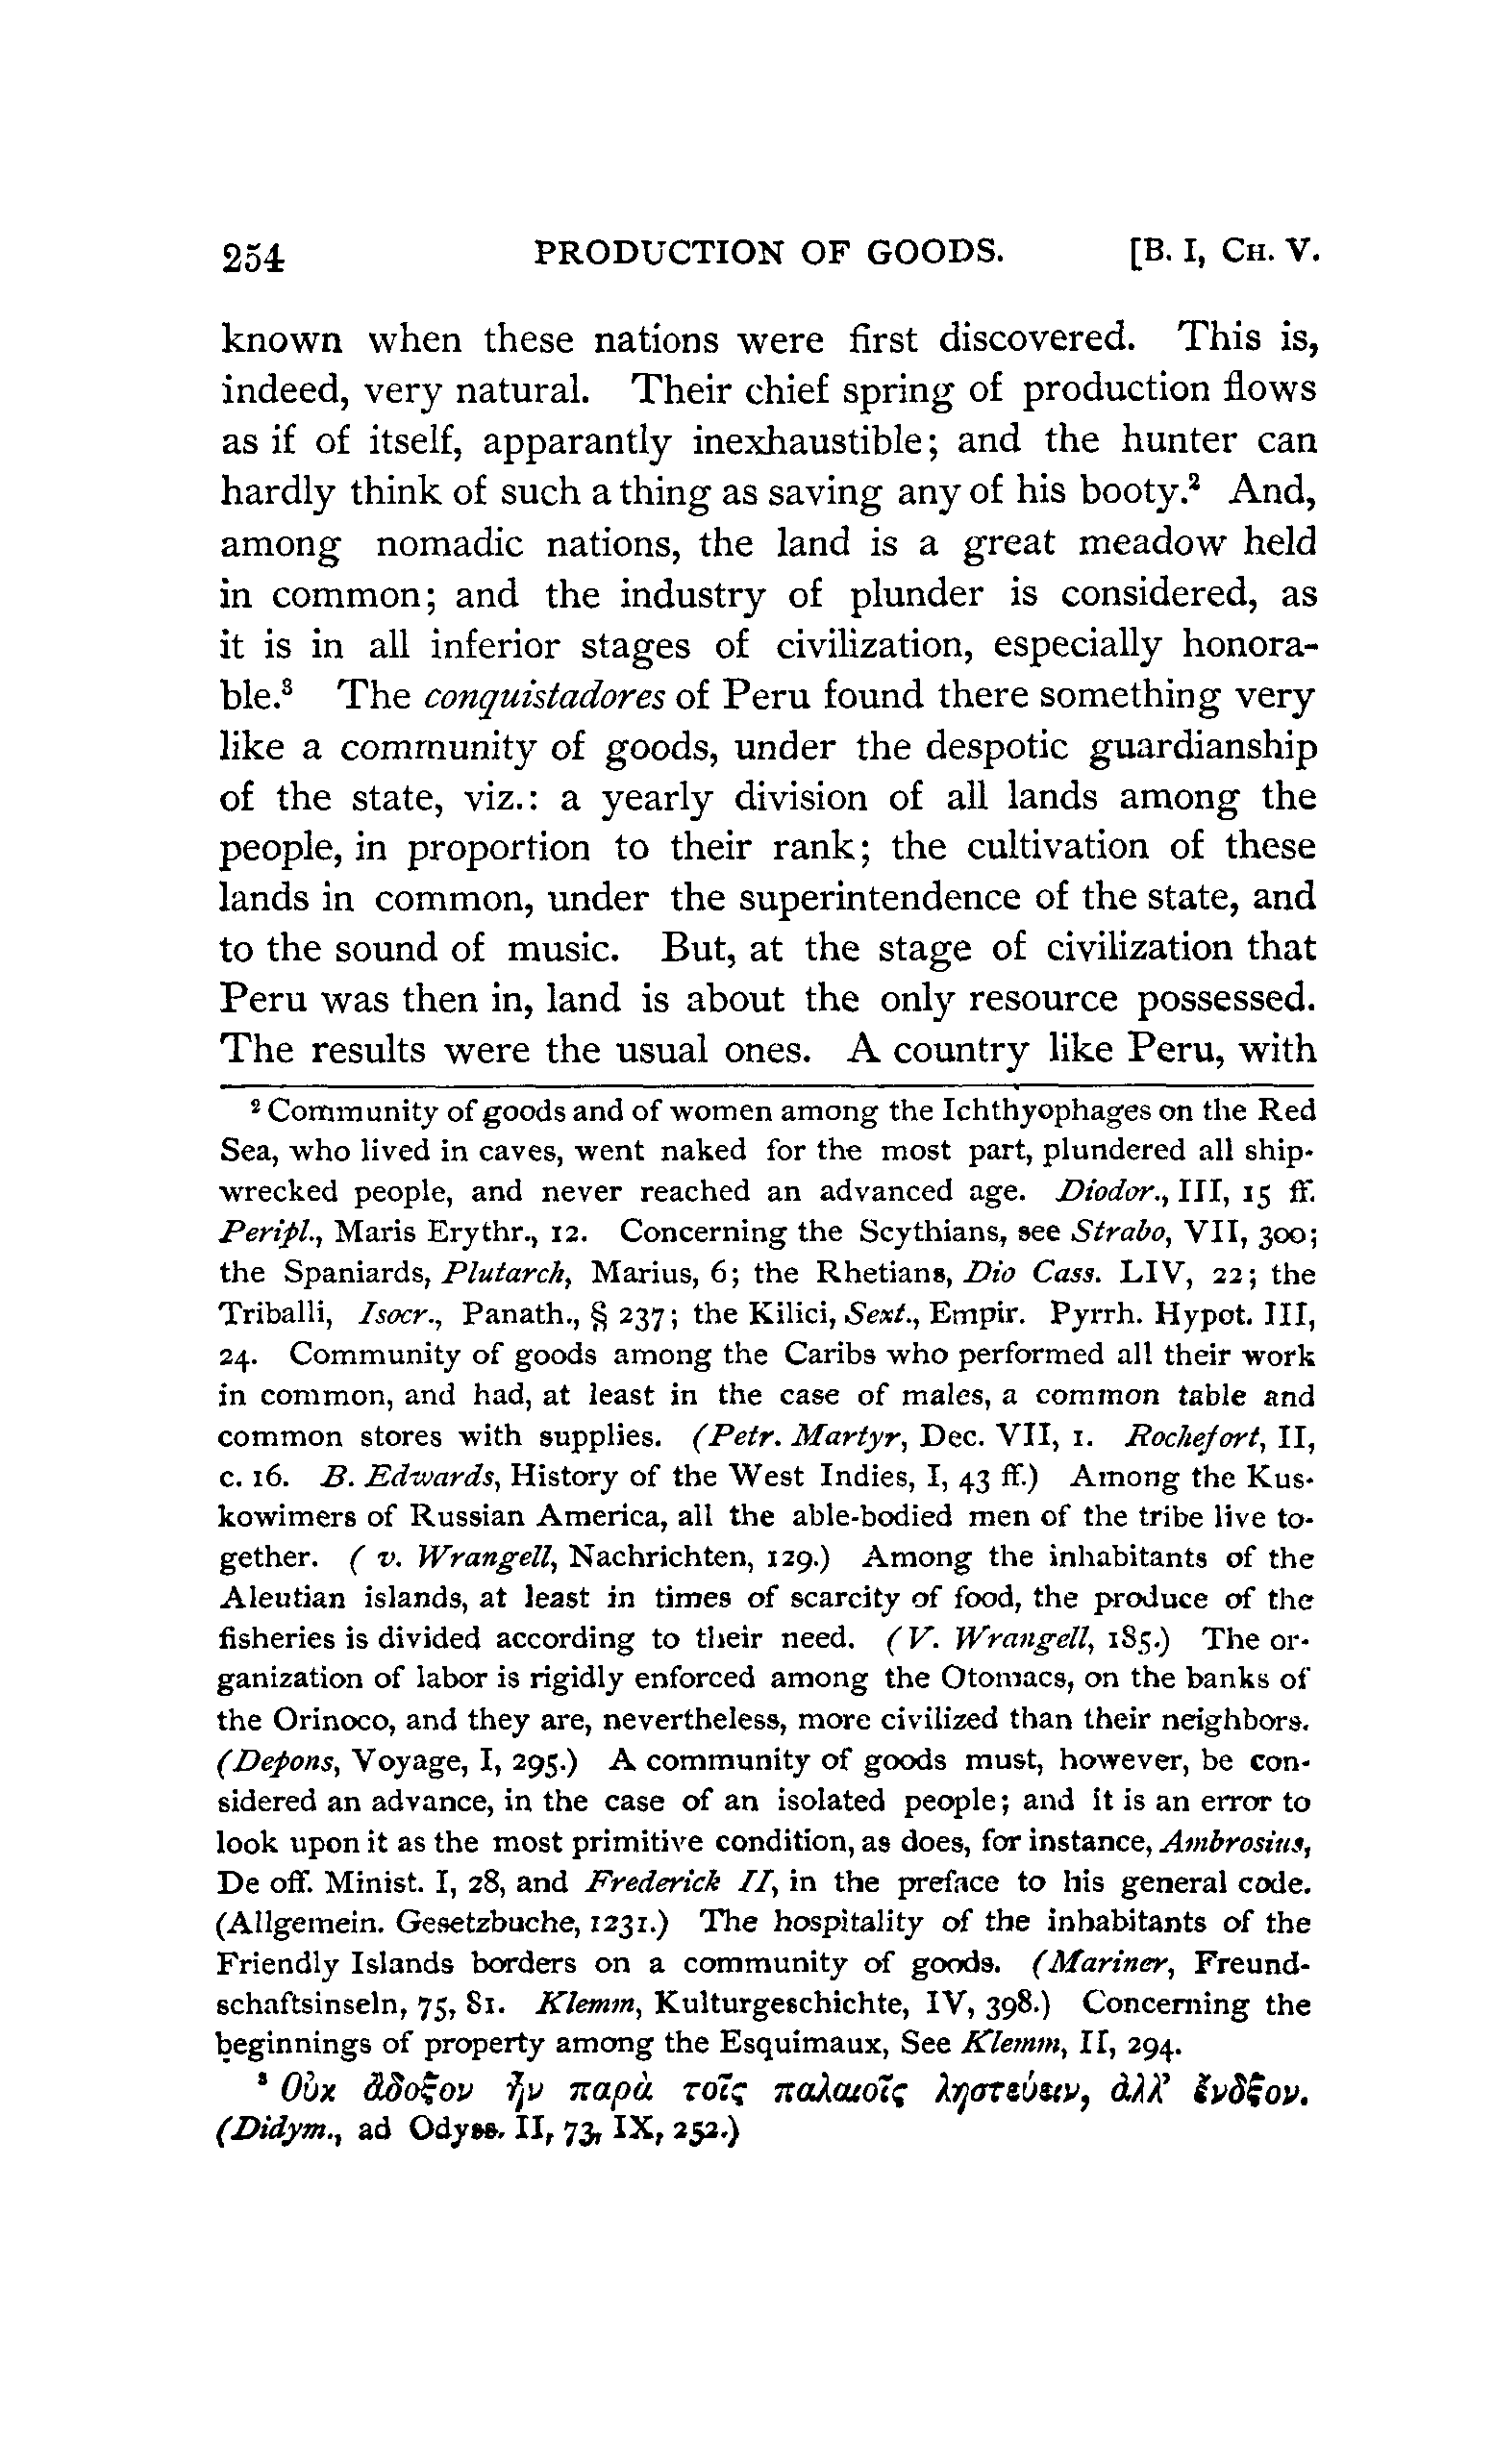 254 PRODUCTION OF GOODS. [B. I, CH. V.
known when these nations were first discovered. This is,
indeed, very natural. Their chief spring of production flows
as if of itself, apparantly inexhaustible; and the hunter can
hardly think of such a thing as saving any of his booty.² And,
among nomadic nations, the land is a great meadow held
in common; and the industry of plunder is considered, as
it is in all inferior stages of civilization, especially honora-
ble.³ The conquistadores of Peru found there something very
like a community of goods, under the despotic guardianship
of the state, viz.: a yearly division of all lands among the
people, in proportion to their rank; the cultivation of these
lands in common, under the superintendence of the state, and
to the sound of music. But, at the stage of civilization that
Peru was then in, land is about the only resource possessed.
The results were the usual ones. A country like Peru, with
² Community of goods and of women among the Ichthyophages on the Red
Sea, who lived in caves, went naked for the most part, plundered all ship-
wrecked people, and never reached an advanced age. Diodor., III, 15 ff.
Peripl., Maris Erythr., 12. Concerning the Scythians, see Strabo, VII, 300;
the Spaniards, Plutarch, Marius, 6; the Rhetians, Dio Cass. LIV, 22; the
Triballi, Isocr., Panath., § 237; the Kilici, Sext., Empir. Pyrrh. Hypot. III,
24. Community of goods among the Caribs who performed all their work
in common, and had, at least in the case of males, a common table and
common stores with supplies. (Petr. Martyr, Dec. VII, 1. Rochefort, II,
c. 16. B. Edwards, History of the West Indies, I, 43 ff.) Among the Kus-
kowimers of Russian America, all the able-bodied men of the tribe live to-
gether. ( v. Wrangell, Nachrichten, 129.) Among the inhabitants of the
Aleutian islands, at least in times of scarcity of food, the produce of the
fisheries is divided according to their need. (V. Wrangell, 185.) The or-
ganization of labor is rigidly enforced among the Otomacs, on the banks of
the Orinoco, and they are, nevertheless, more civilized than their neighbors.
(Depons, Voyage, I, 295.) A community of goods must, however, be con-
sidered an advance, in the case of an isolated people; and it is an error to
look upon it as the most primitive condition, as does, for instance, Ambrosius,
De off. Minist. I, 28, and Frederick II, in the preface to his general code.
(Allgemein. Gesetzbuche, 1231.) The hospitality of the inhabitants of the
Friendly Islands borders on a community of goods. (Mariner, Freund-
schaftsinseln, 75, 81. Klemm, Kulturgeschichte, IV, 398.) Concerning the
beginnings of property among the Esquimaux, See Klemm, II, 294.
³ Οὐχ ἄδοξον ἦν παρὰ τοῖς παλαιοῖς λῃστεύειν, ἀλλ’ ἔνδξον.
(Didym., ad Odyss. II, 73, IX, 252.)